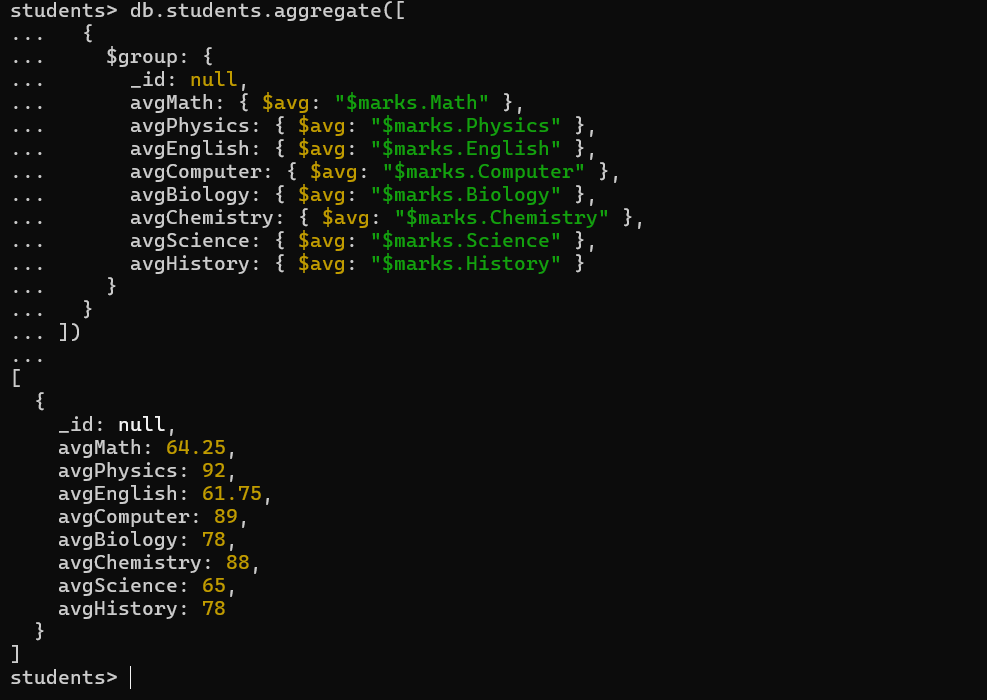 students> db.students.aggregate([
...   {
...     $group: {
...       _id: null,
...       avgMath: { $avg: "$marks.Math" },
...       avgPhysics: { $avg: "$marks.Physics" },
...       avgEnglish: { $avg: "$marks.English" },
...       avgComputer: { $avg: "$marks.Computer" },
...       avgBiology: { $avg: "$marks.Biology" },
...       avgChemistry: { $avg: "$marks.Chemistry" },
...       avgScience: { $avg: "$marks.Science" },
...       avgHistory: { $avg: "$marks.History" }
...     }
...   }
... ])
...
[
  {
    _id: null,
    avgMath: 64.25,
    avgPhysics: 92,
    avgEnglish: 61.75,
    avgComputer: 89,
    avgBiology: 78,
    avgChemistry: 88,
    avgScience: 65,
    avgHistory: 78
  }
]
students>